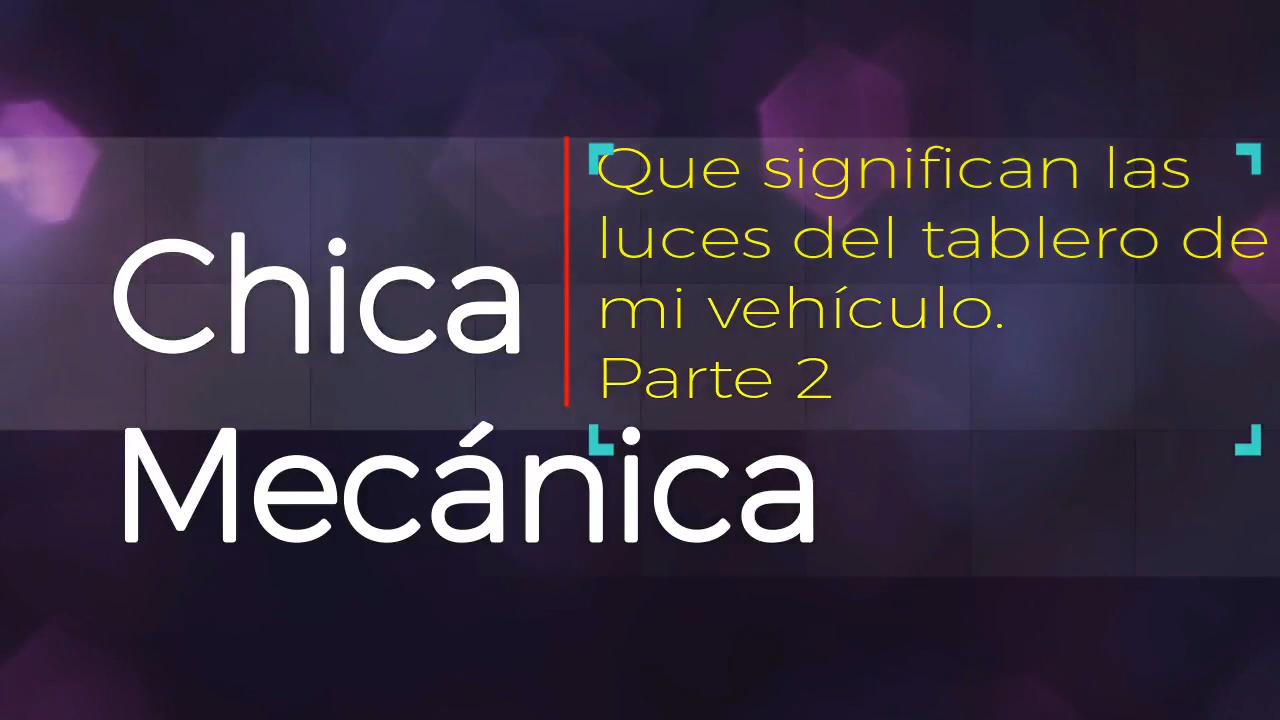 Chica
Mecánica
Que significan las
luces del tablero de
mi vehículo.
Parte 2